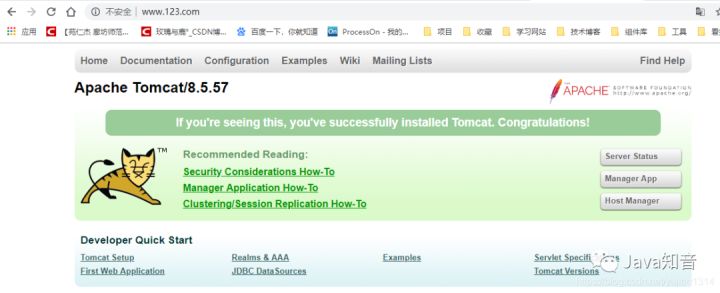 不安全 | www.123.com
应用 【苑仁杰 廊坊师范... 玫瑰与鹿°_CSDN博... 百度一下,你就知道 ProcessOn - 我的... 项目 收藏 学习网站 技术博客 组件库 工具
Home Documentation Configuration Examples Wiki Mailing Lists Find Help
Apache Tomcat/8.5.57
APACHE SOFTWARE FOUNDATION
http://www.apache.org/
If you're seeing this, you've successfully installed Tomcat. Congratulations!
TM
Recommended Reading:
Security Considerations How-To
Manager Application How-To
Clustering/Session Replication How-To
Server Status
Manager App
Host Manager
Developer Quick Start
Tomcat Setup Realms & AAA Examples Servlet Specifi
First Web Application JDBC DataSources Tomcat Versions
Java知音